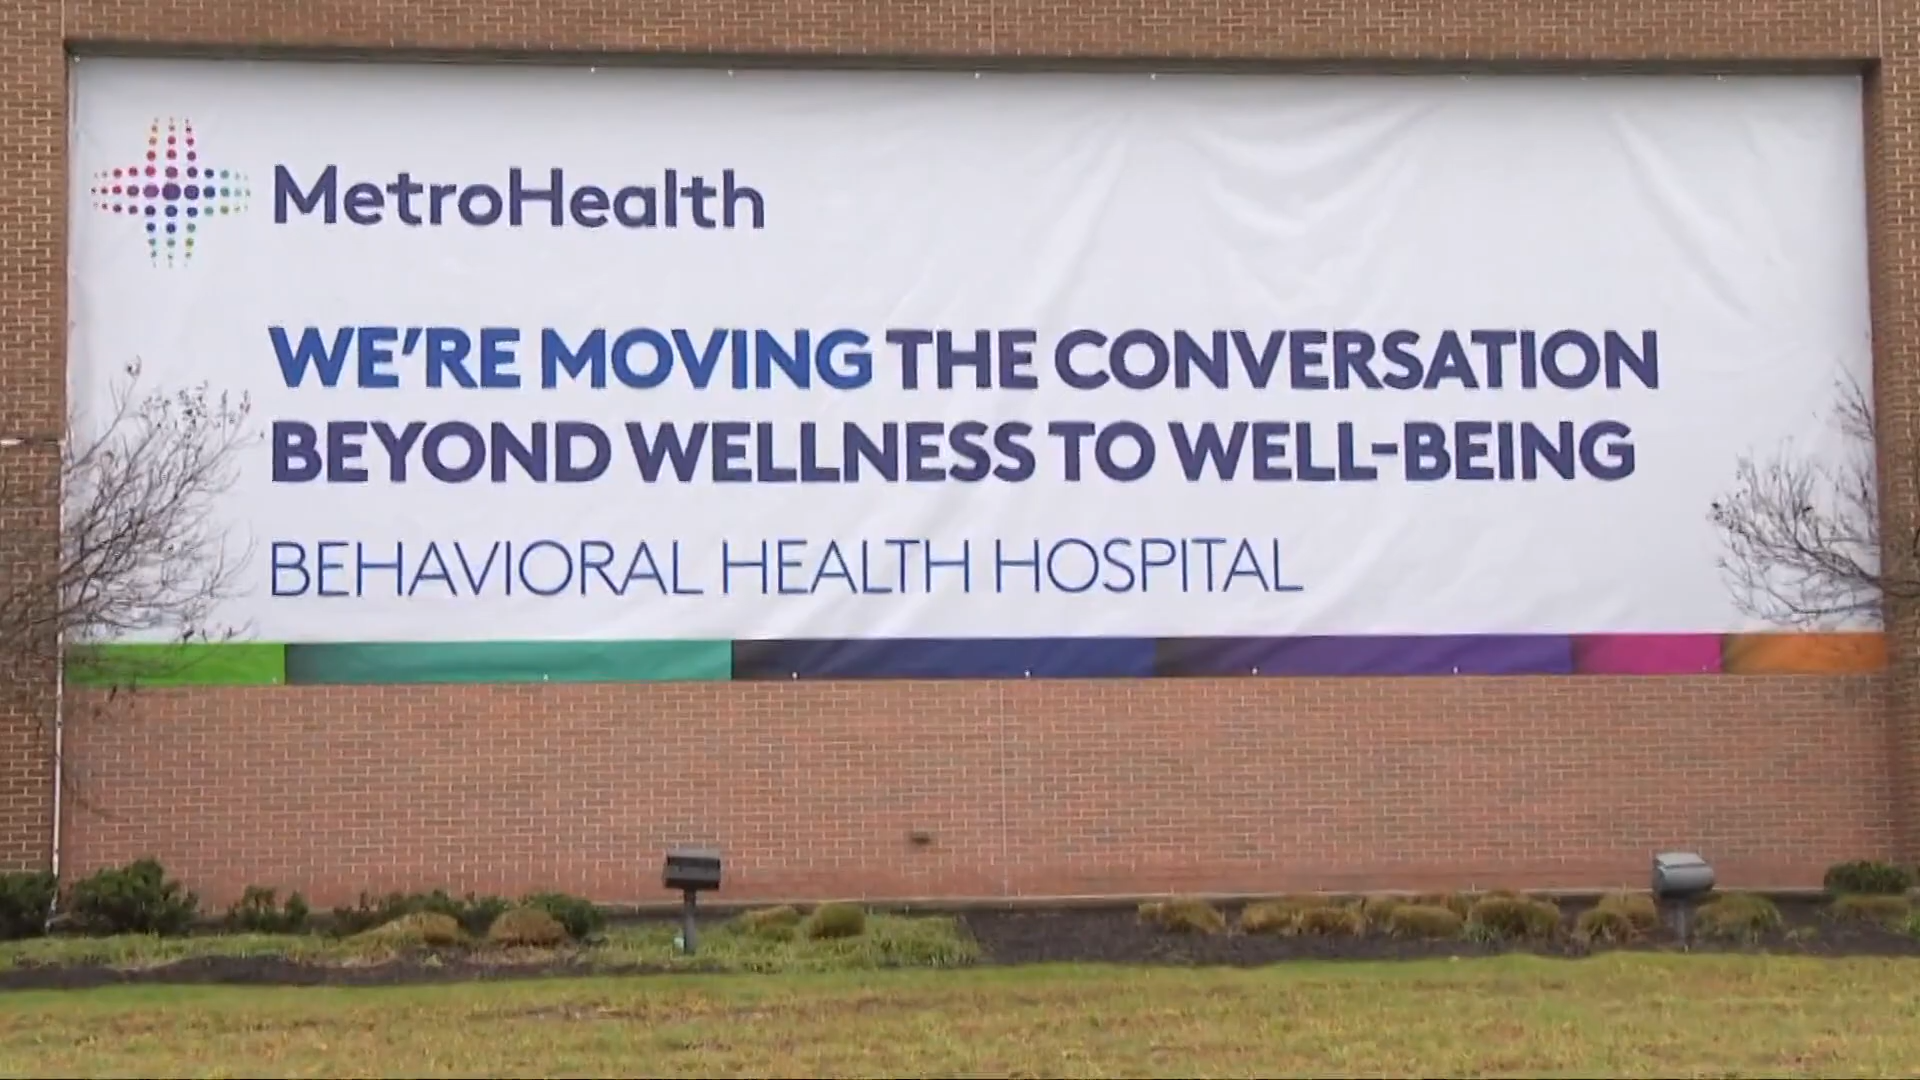 MetroHealth
WE'RE MOVING THE CONVERSATION
BEYOND WELLNESS TO WELL-BEING
BEHAVIORAL HEALTH HOSPITAL